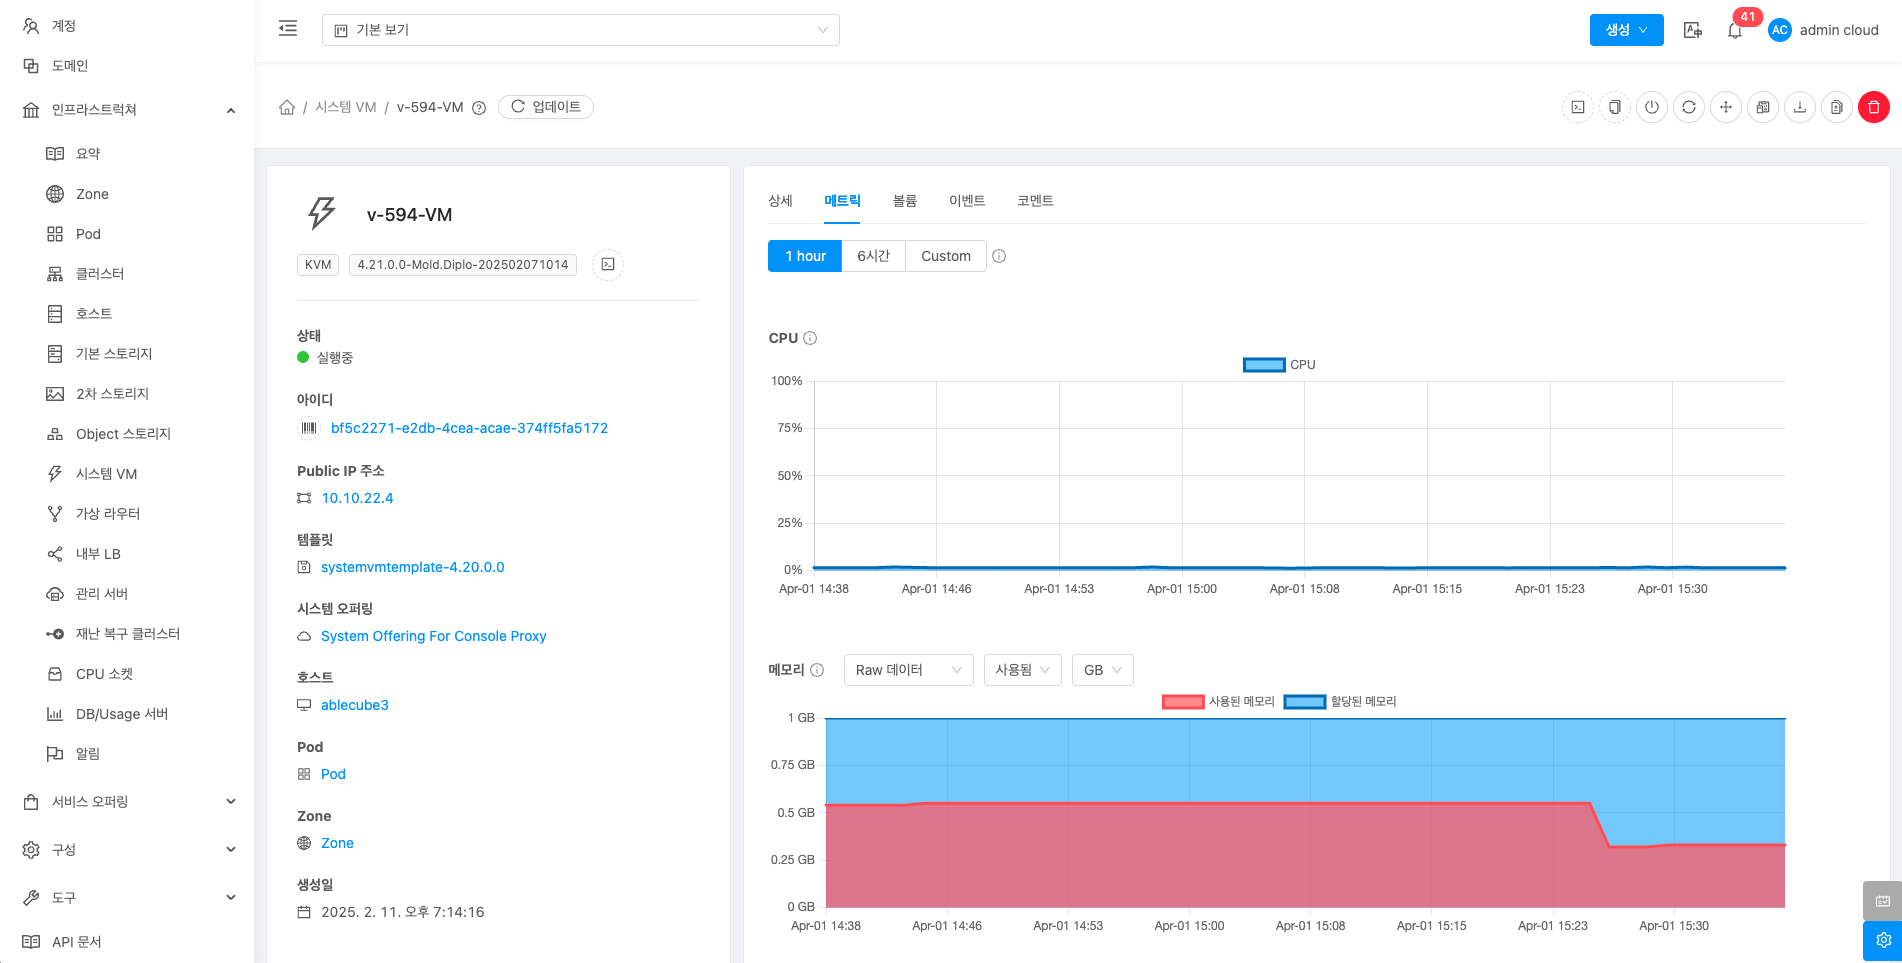 계정
도메인
인프라스트럭쳐
요약
Zone
Pod
클러스터
호스트
기본 스토리지
2차 스토리지
Object 스토리지
시스템 VM
가상 라우터
내부 LB
관리 서버
재난 복구 클러스터
CPU 소켓
DB/Usage 서버
알림
서비스 오퍼링
구성
도구
API 문서
기본 보기
생성
41
AC admin cloud
/ 시스템 VM / v-594-VM
업데이트
v-594-VM
KVM 4.21.0.0-Mold.Diplo-202502071014
상태
실행중
아이디
bf5c2271-e2db-4cea-acae-374ff5fa5172
Public IP 주소
10.10.22.4
템플릿
systemvmtemplate-4.20.0.0
시스템 오퍼링
System Offering For Console Proxy
호스트
ablecube3
Pod
Pod
Zone
Zone
생성일
2025. 2. 11. 오후 7:14:16
상세 메트릭 볼륨 이벤트 코멘트
1 hour 6시간 Custom
CPU
CPU
100%
75%
50%
25%
0%
Apr-01 14:38 Apr-01 14:46 Apr-01 14:53 Apr-01 15:00 Apr-01 15:08 Apr-01 15:15 Apr-01 15:23 Apr-01 15:30
메모리 Raw 데이터 사용됨 GB
사용된 메모리 할당된 메모리
1 GB
0.75 GB
0.5 GB
0.25 GB
0 GB
Apr-01 14:38 Apr-01 14:46 Apr-01 14:53 Apr-01 15:00 Apr-01 15:08 Apr-01 15:15 Apr-01 15:23 Apr-01 15:30